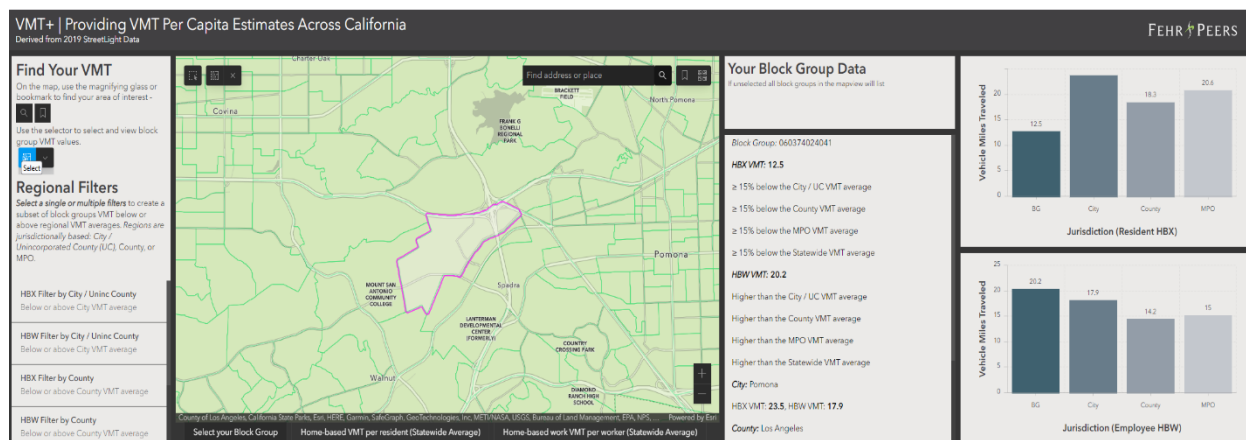 VMT+ | Providing VMT Per Capita Estimates Across California
Derived from 2019 StreetLight Data
FEHR PEERS
Find Your VMT
On the map, use the magnifying glass or
bookmark to find your area of interest -
Use the selector to select and view block
group VMT values.
Select
Regional Filters
Select a single or multiple filters to create a
subset of block groups VMT below or
above regional VMT averages. Regions are
jurisdictionally based: City /
Unincorporated County (UC), County, or
MPO.
HBX Filter by City / Uninc County
Below or above City VMT average
HBW Filter by City / Uninc County
Below or above City VMT average
HBX Filter by County
Below or above County VMT average
HBW Filter by County
Below or above County VMT average
Find address or place
Charter Oak
Covina
BRACKETT
FIELD
North Pomona
FRANK G
BONELLI
REGIONAL
PARK
Pomona
MOUNT SAN
ANTONIO
COMMUNITY
COLLEGE
Spadra
LANTERMAN
DEVELOPMENTAL
CENTER
(FORMERLY)
COUNTRY
CROSSING PARK
Walnut
DIAMOND
RANCH HIGH
SCHOOL
County of Los Angeles, California State Parks, Esri, HERE, Garmin, SafeGraph, GeoTechnologies, Inc, METI/NASA, USGS, Bureau of Land Management, EPA, NPS, ...
Powered by Esri
Select your Block Group
Home-based VMT per resident (Statewide Average)
Home-based work VMT per worker (Statewide Average)
Your Block Group Data
If unselected all block groups in the mapview will list
Block Group: 060374024041
HBX VMT: 12.5
≥ 15% below the City / UC VMT average
≥ 15% below the County VMT average
≥ 15% below the MPO VMT average
≥ 15% below the Statewide VMT average
HBW VMT: 20.2
Higher than the City / UC VMT average
Higher than the County VMT average
Higher than the MPO VMT average
Higher than the Statewide VMT average
City: Pomona
HBX VMT: 23.5, HBW VMT: 17.9
County: Los Angeles
Vehicle Miles Traveled
20
15
10
5
0
12.5
18.3
20.6
BG
City
County
MPO
Jurisdiction (Resident HBX)
Vehicle Miles Traveled
25
20
15
10
5
0
20.2
17.9
14.2
15
BG
City
County
MPO
Jurisdiction (Employee HBW)